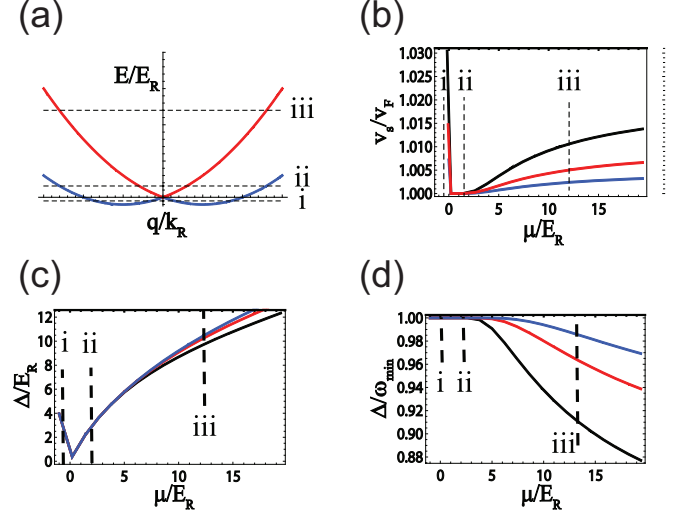 (a)
E/E_R
iii
ii
i
q/k_R
(b)
v_s/v_F
1.030
1.025
1.020
1.015
1.010
1.005
1.000
i
ii
iii
0 5 10 15
μ/E_R
(c)
Δ/E_R
12
10
8
6
4
2
0
i
ii
iii
0 5 10 15
μ/E_R
(d)
Δ/ω_min
1.00
0.96
0.94
0.92
0.90
0.88
i
ii
iii
0 5 10 15
μ/E_R